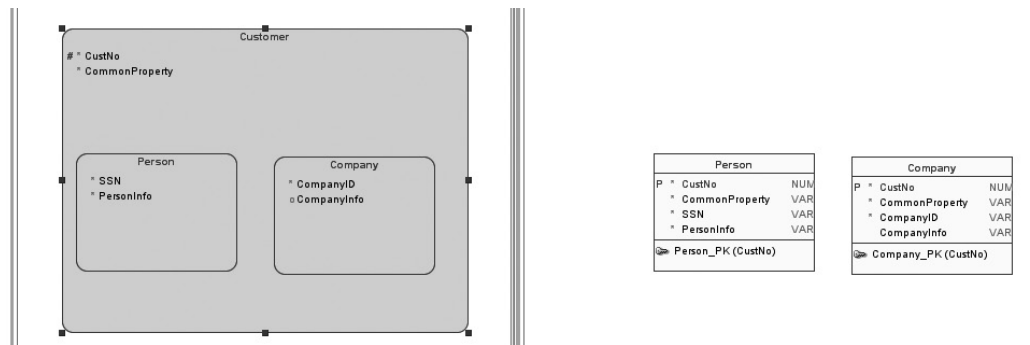 Customer
# * CustNo
* CommonProperty
Person
* SSN
* PersonInfo
Company
* CompanyID
o CompanyInfo
Person
P * CustNo NUM
* CommonProperty VAR
* SSN VAR
* PersonInfo VAR
Person_PK (CustNo)
Company
P * CustNo NUM
* CommonProperty VAR
* CompanyID VAR
CompanyInfo VAR
Company_PK (CustNo)